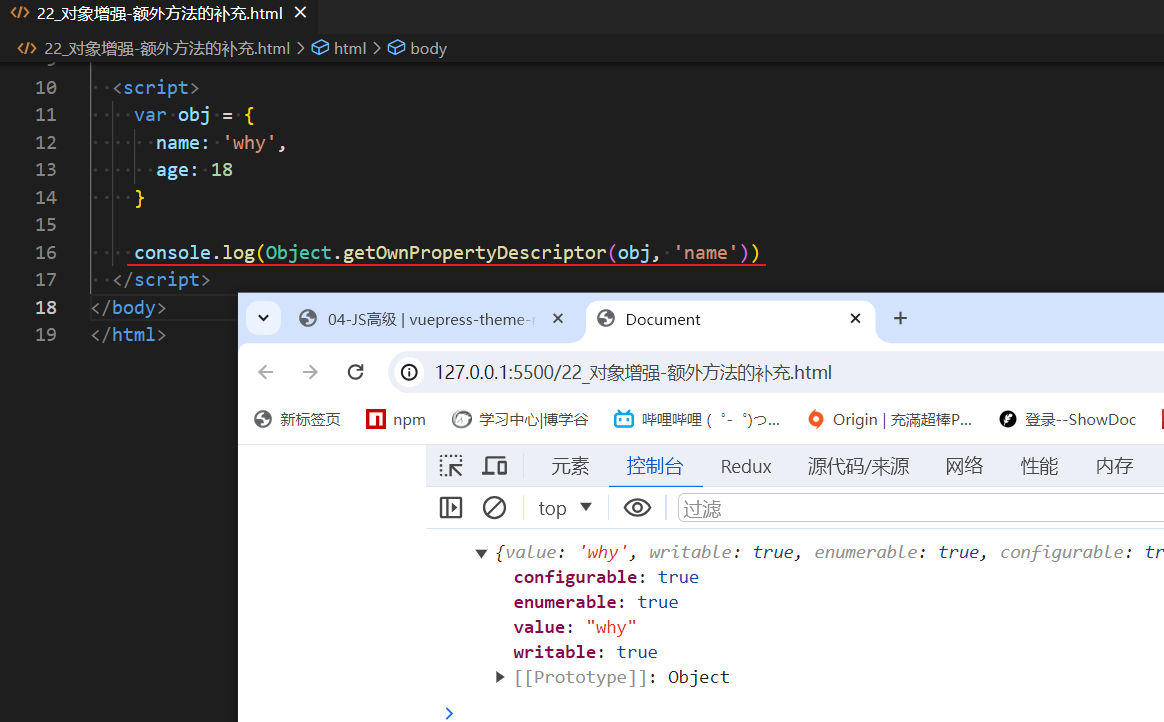 22_对象增强-额外方法的补充.html
22_对象增强-额外方法的补充.html > html > body
10 <script>
11 var obj = {
12 name: 'why',
13 age: 18
14 }
15
16 console.log(Object.getOwnPropertyDescriptor(obj, 'name'))
17 </script>
18 </body>
19 </html>
04-JS高级 | vuepress-theme-
Document
127.0.0.1:5500/22_对象增强-额外方法的补充.html
新标签页 npm 学习中心|博学谷 哔哩哔哩 ( ゜- ゜)つ... Origin | 充满超棒P... 登录--ShowDoc
元素 控制台 Redux 源代码/来源 网络 性能 内存
top 过滤
{value: 'why', writable: true, enumerable: true, configurable: tr
configurable: true
enumerable: true
value: "why"
writable: true
[[Prototype]]: Object